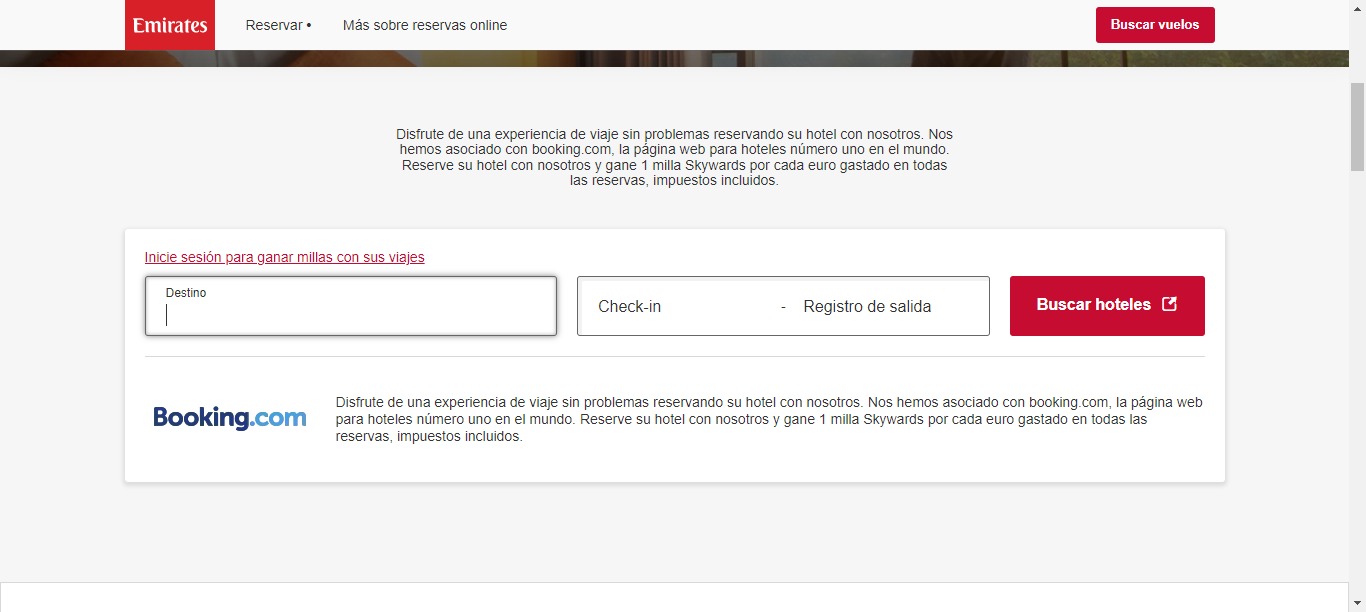 Emirates
Reservar •
Más sobre reservas online
Buscar vuelos
Disfrute de una experiencia de viaje sin problemas reservando su hotel con nosotros. Nos
hemos asociado con booking.com, la página web para hoteles número uno en el mundo.
Reserve su hotel con nosotros y gane 1 milla Skywards por cada euro gastado en todas
las reservas, impuestos incluidos.
Inicie sesión para ganar millas con sus viajes
Destino
Check-in - Registro de salida
Buscar hoteles
Booking.com
Disfrute de una experiencia de viaje sin problemas reservando su hotel con nosotros. Nos hemos asociado con booking.com, la página web
para hoteles número uno en el mundo. Reserve su hotel con nosotros y gane 1 milla Skywards por cada euro gastado en todas las
reservas, impuestos incluidos.